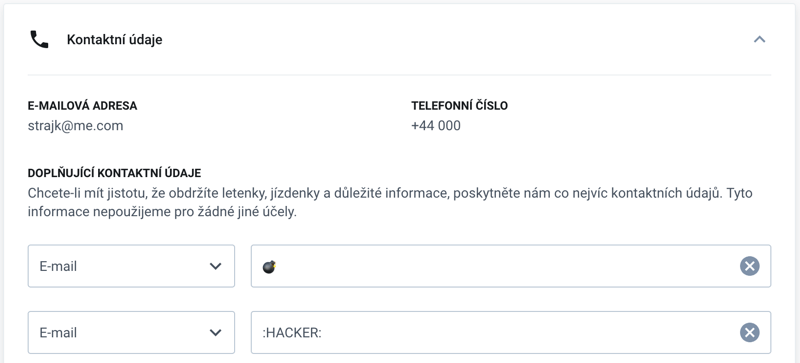 Kontaktní údaje
E-MAILOVÁ ADRESA
TELEFONNÍ ČÍSLO
strajk@me.com
+44 000
DOPLŇUJÍCÍ KONTAKTNÍ ÚDAJE
Chcete-li mít jistotu, že obdržíte letenky, jízdenky a důležité informace, poskytněte nám co nejvíc kontaktních údajů. Tyto
informace nepoužijeme pro žádné jiné účely.
E-mail
💣
E-mail
:HACKER: